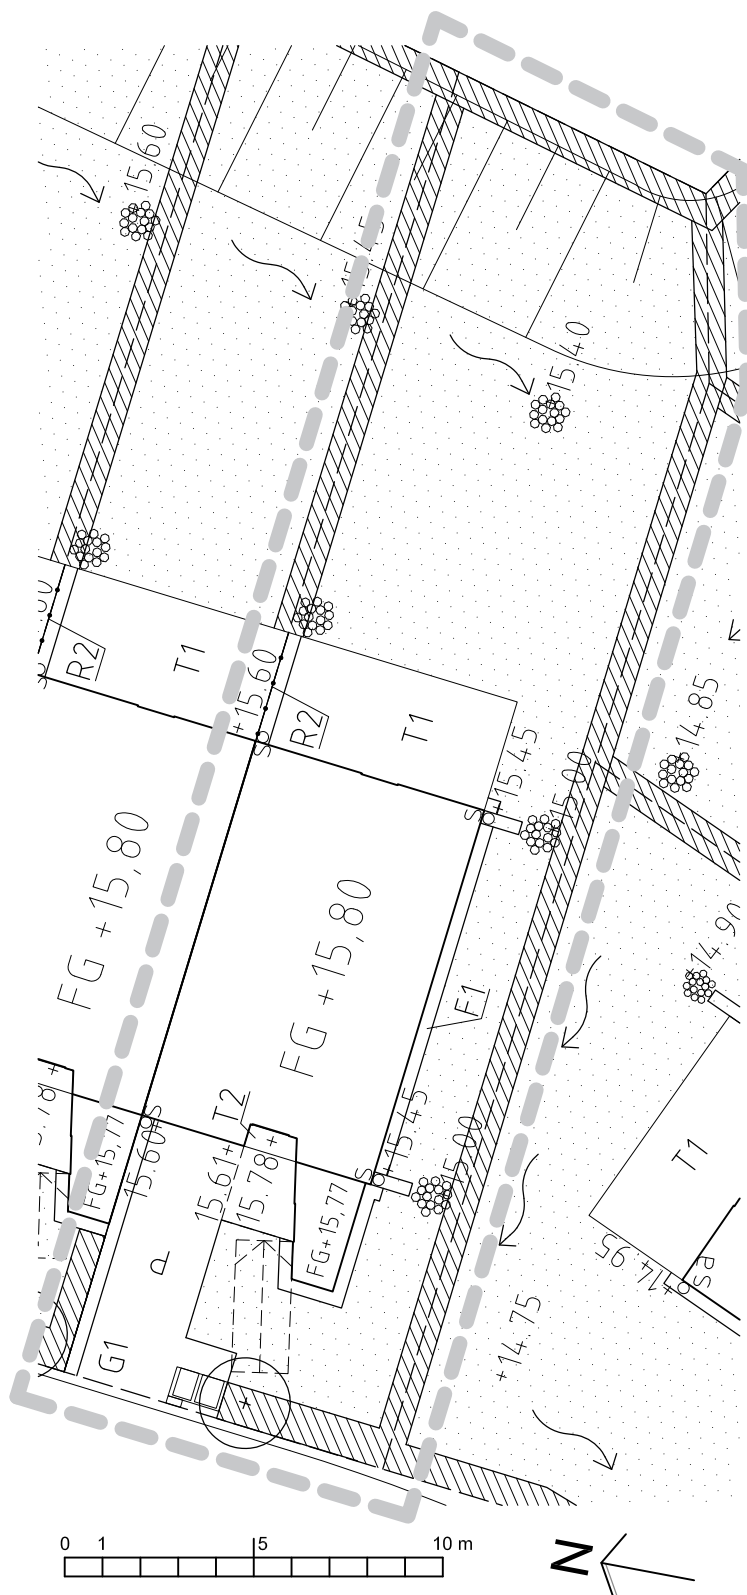 +15.60
15.45
15.40
R2
T1
+15.60
R2
T1
+15.45
+15.00
14.85
+14.90
S
S
FG +15,80
FG +15,80
F1
T2
FG+15,77
15.60+
S
15.61+
15.78+
S
+15.45
+15.00
FG+15,77
T1
+14.95
RS
P
G1
+14.75
0 1 5 10 m
N